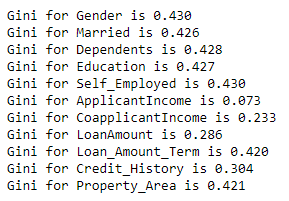 Gini for Gender is 0.430
Gini for Married is 0.426
Gini for Dependents is 0.428
Gini for Education is 0.427
Gini for Self_Employed is 0.430
Gini for ApplicantIncome is 0.073
Gini for CoapplicantIncome is 0.233
Gini for LoanAmount is 0.286
Gini for Loan_Amount_Term is 0.420
Gini for Credit_History is 0.304
Gini for Property_Area is 0.421